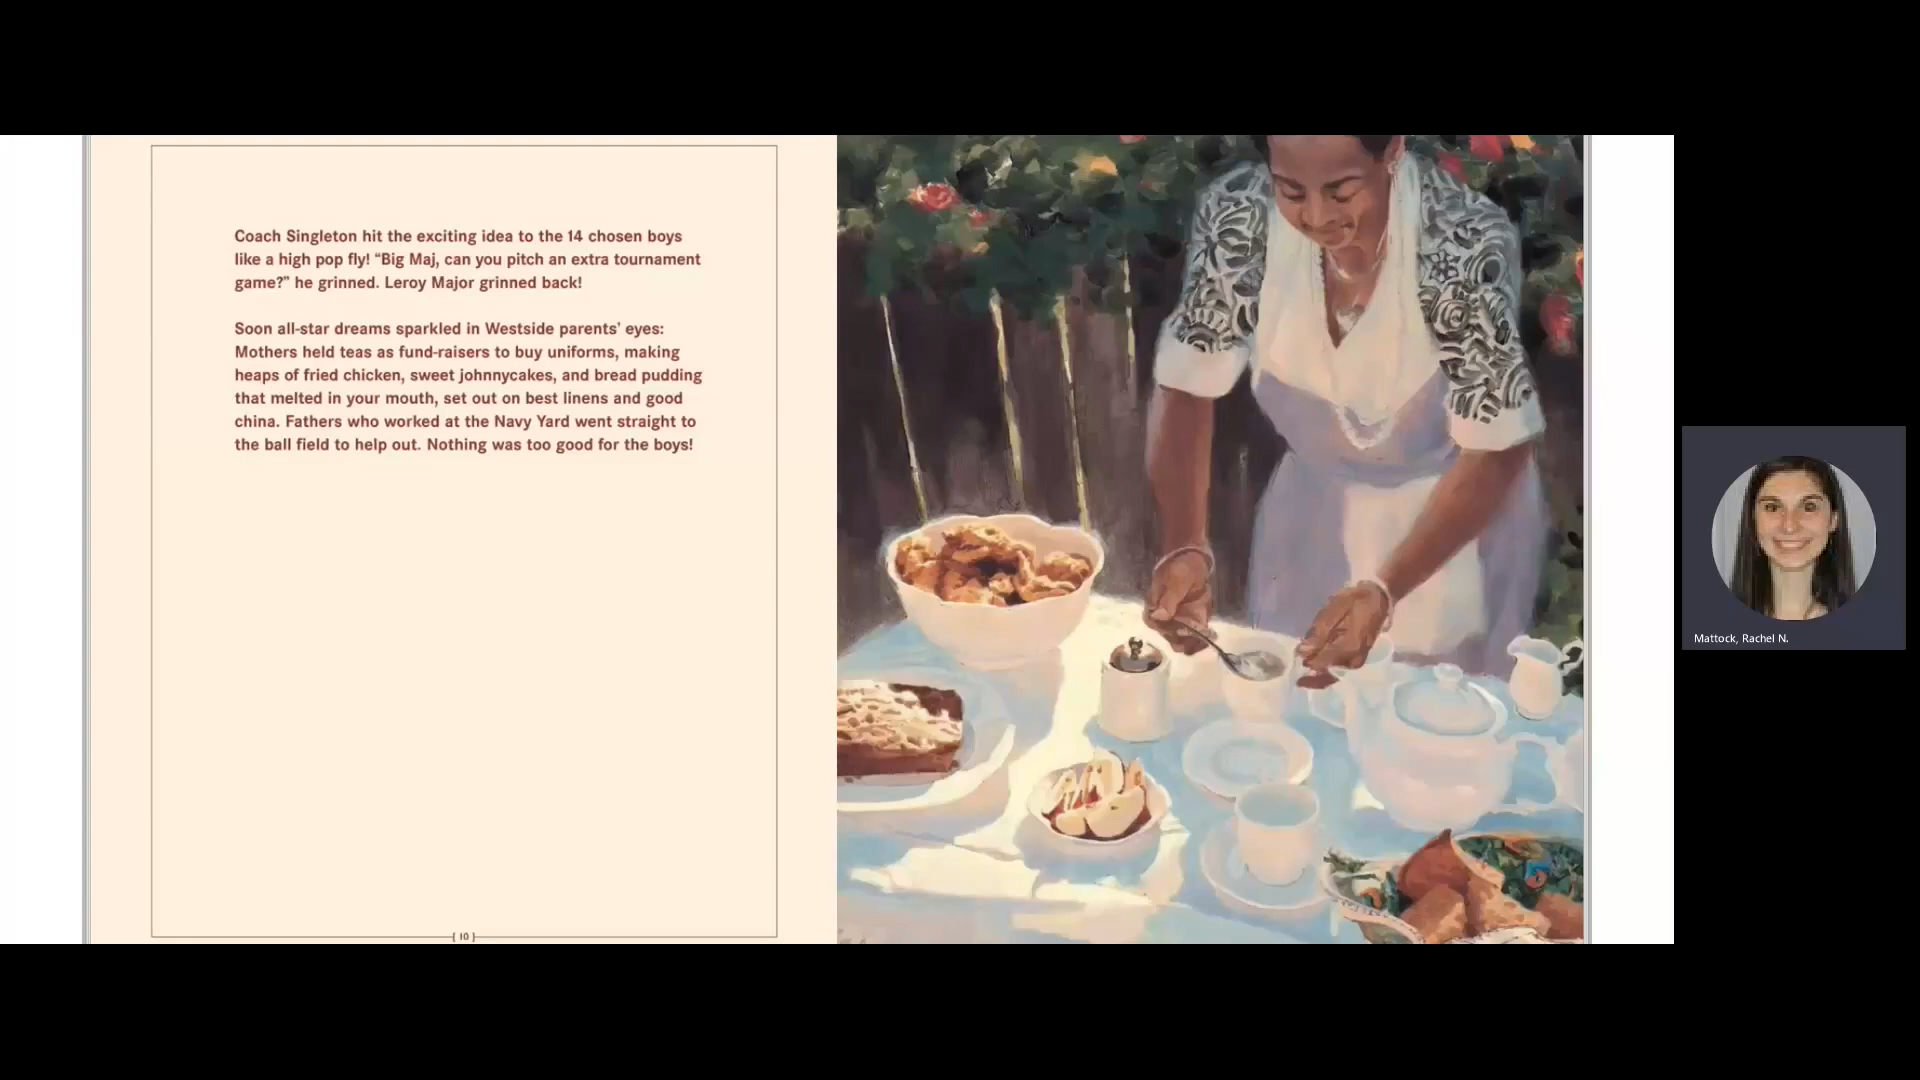 Coach Singleton hit the exciting idea to the 14 chosen boys
like a high pop fly! “Big Maj, can you pitch an extra tournament
game?” he grinned. Leroy Major grinned back!
Soon all-star dreams sparkled in Westside parents’ eyes:
Mothers held teas as fund-raisers to buy uniforms, making
heaps of fried chicken, sweet johnnycakes, and bread pudding
that melted in your mouth, set out on best linens and good
china. Fathers who worked at the Navy Yard went straight to
the ball field to help out. Nothing was too good for the boys!
{ 10 }
Mattock, Rachel N.